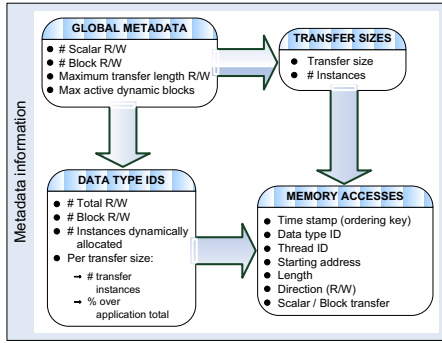 Metadata information
GLOBAL METADATA
● # Scalar R/W
● # Block R/W
● Maximum transfer length R/W
● Max active dynamic blocks
TRANSFER SIZES
● Transfer size
● # Instances
DATA TYPE IDS
● # Total R/W
● # Block R/W
● # Instances dynamically
allocated
● Per transfer size:
→ # transfer
instances
→ % over
application total
MEMORY ACCESSES
● Time stamp (ordering key)
● Data type ID
● Thread ID
● Starting address
● Length
● Direction (R/W)
● Scalar / Block transfer